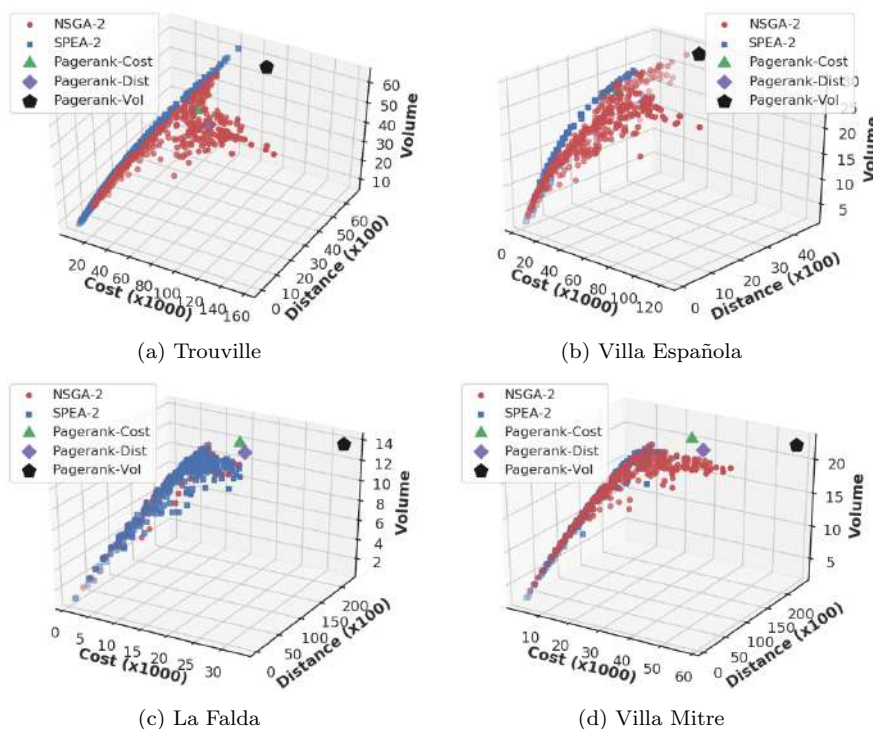 NSGA-2
SPEA-2
Pagerank-Cost
Pagerank-Dist
Pagerank-Vol
60
50
40
30
20
10
Volume
20 40 60 80 100 120 140 160
Cost (x1000)
0 10 20 30 40 50 60
Distance (x100)
(a) Trouville
NSGA-2
SPEA-2
Pagerank-Cost
Pagerank-Dist
Pagerank-Vol
30
25
20
15
10
5
Volume
0 20 40 60 80 100 120
Cost (x1000)
0 10 20 30 40
Distance (x100)
(b) Villa Española
NSGA-2
SPEA-2
Pagerank-Cost
Pagerank-Dist
Pagerank-Vol
14
12
10
8
6
4
2
Volume
0 5 10 15 20 25 30
Cost (x1000)
0 50 100 150 200
Distance (x100)
(c) La Falda
NSGA-2
SPEA-2
Pagerank-Cost
Pagerank-Dist
Pagerank-Vol
20
15
10
5
Volume
10 20 30 40 50 60
Cost (x1000)
0 50 100 150 200
Distance (x100)
(d) Villa Mitre